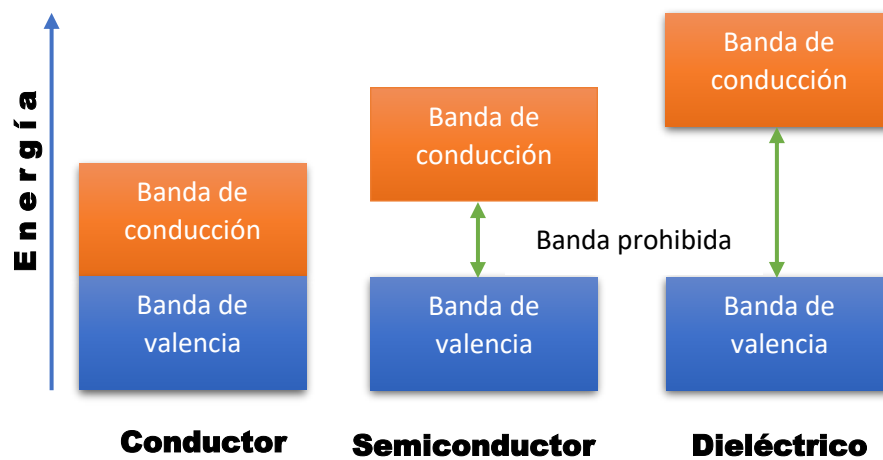 Energía
Banda de
conducción
Banda de
valencia
Conductor
Banda de
conducción
Banda prohibida
Banda de
valencia
Semiconductor
Banda de
conducción
Banda de
valencia
Dieléctrico